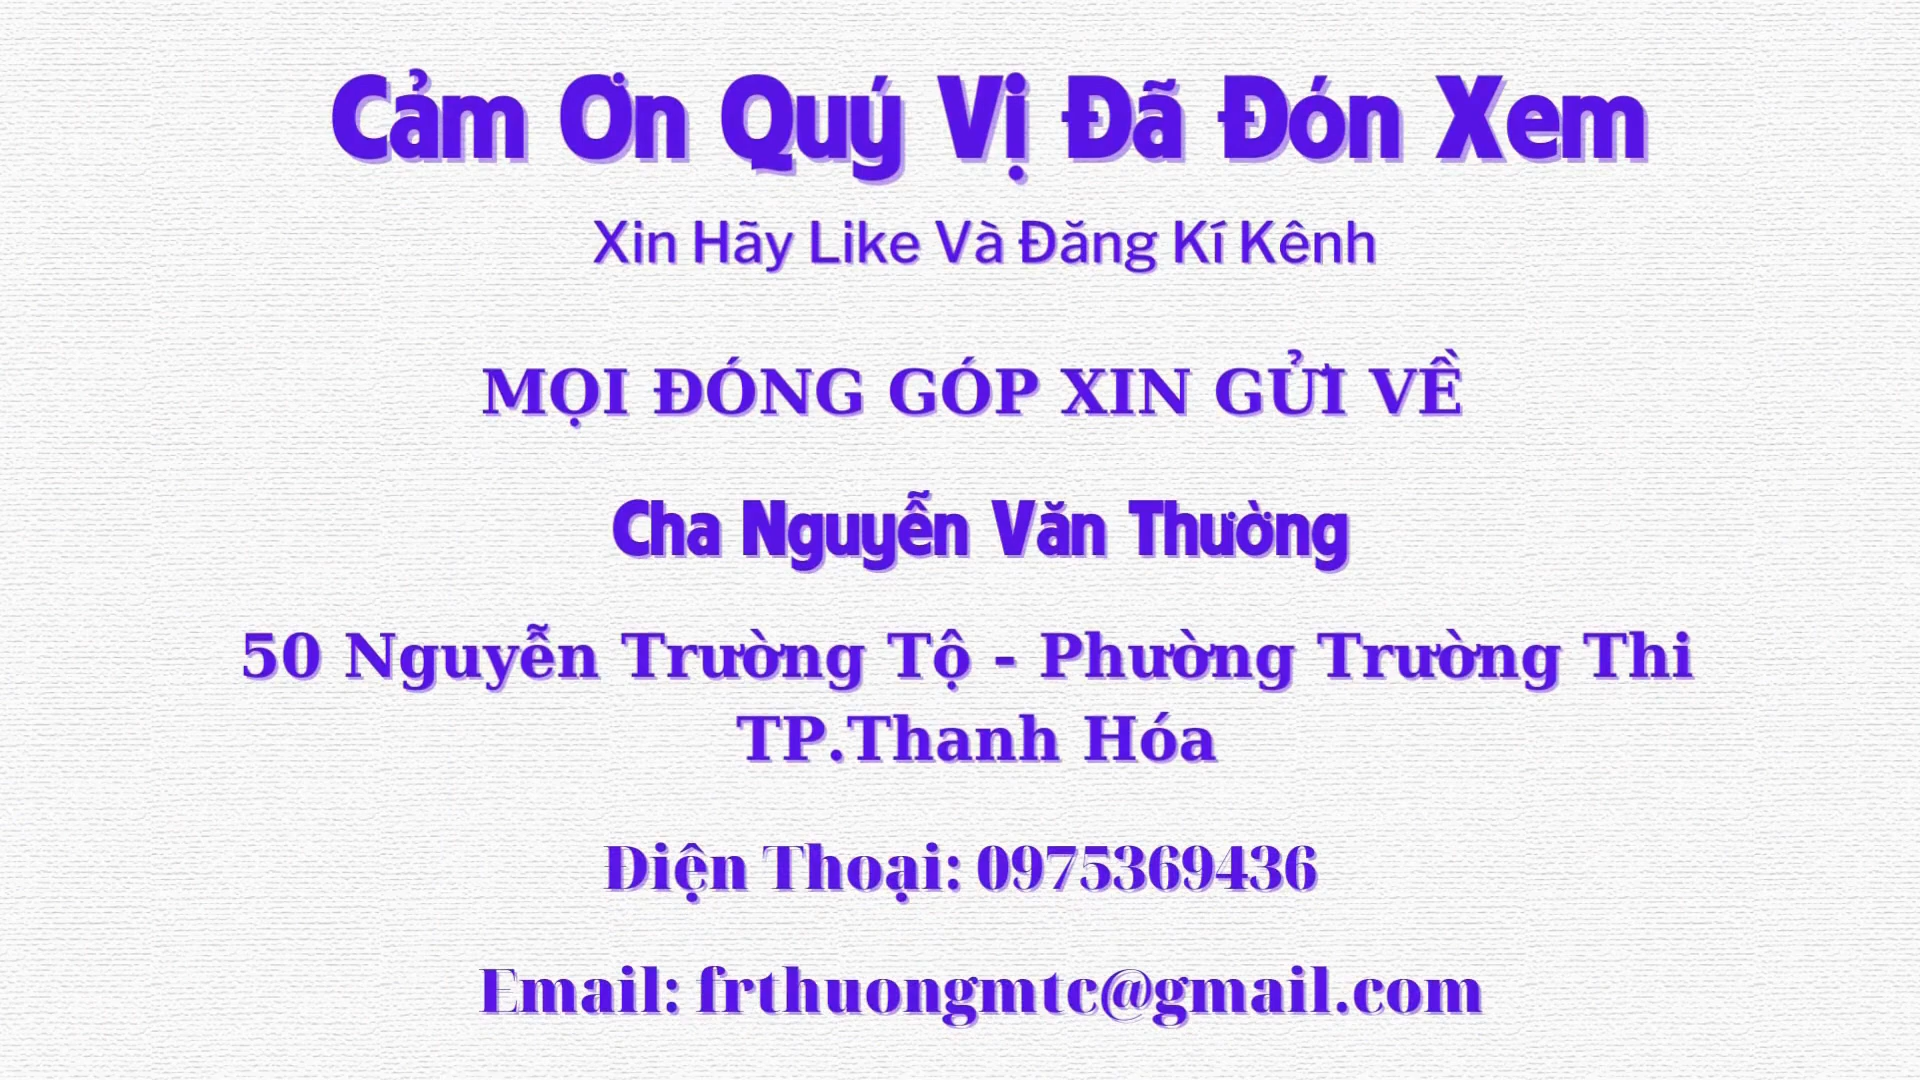 Cảm Ơn Quý Vị Đã Đón Xem
Xin Hãy Like Và Đăng Kí Kênh
MỌI ĐÓNG GÓP XIN GỬI VỀ
Cha Nguyễn Văn Thường
50 Nguyễn Trường Tộ - Phường Trường Thi
TP.Thanh Hóa
Điện Thoại: 0975369436
Email: frthuongmtc@gmail.com